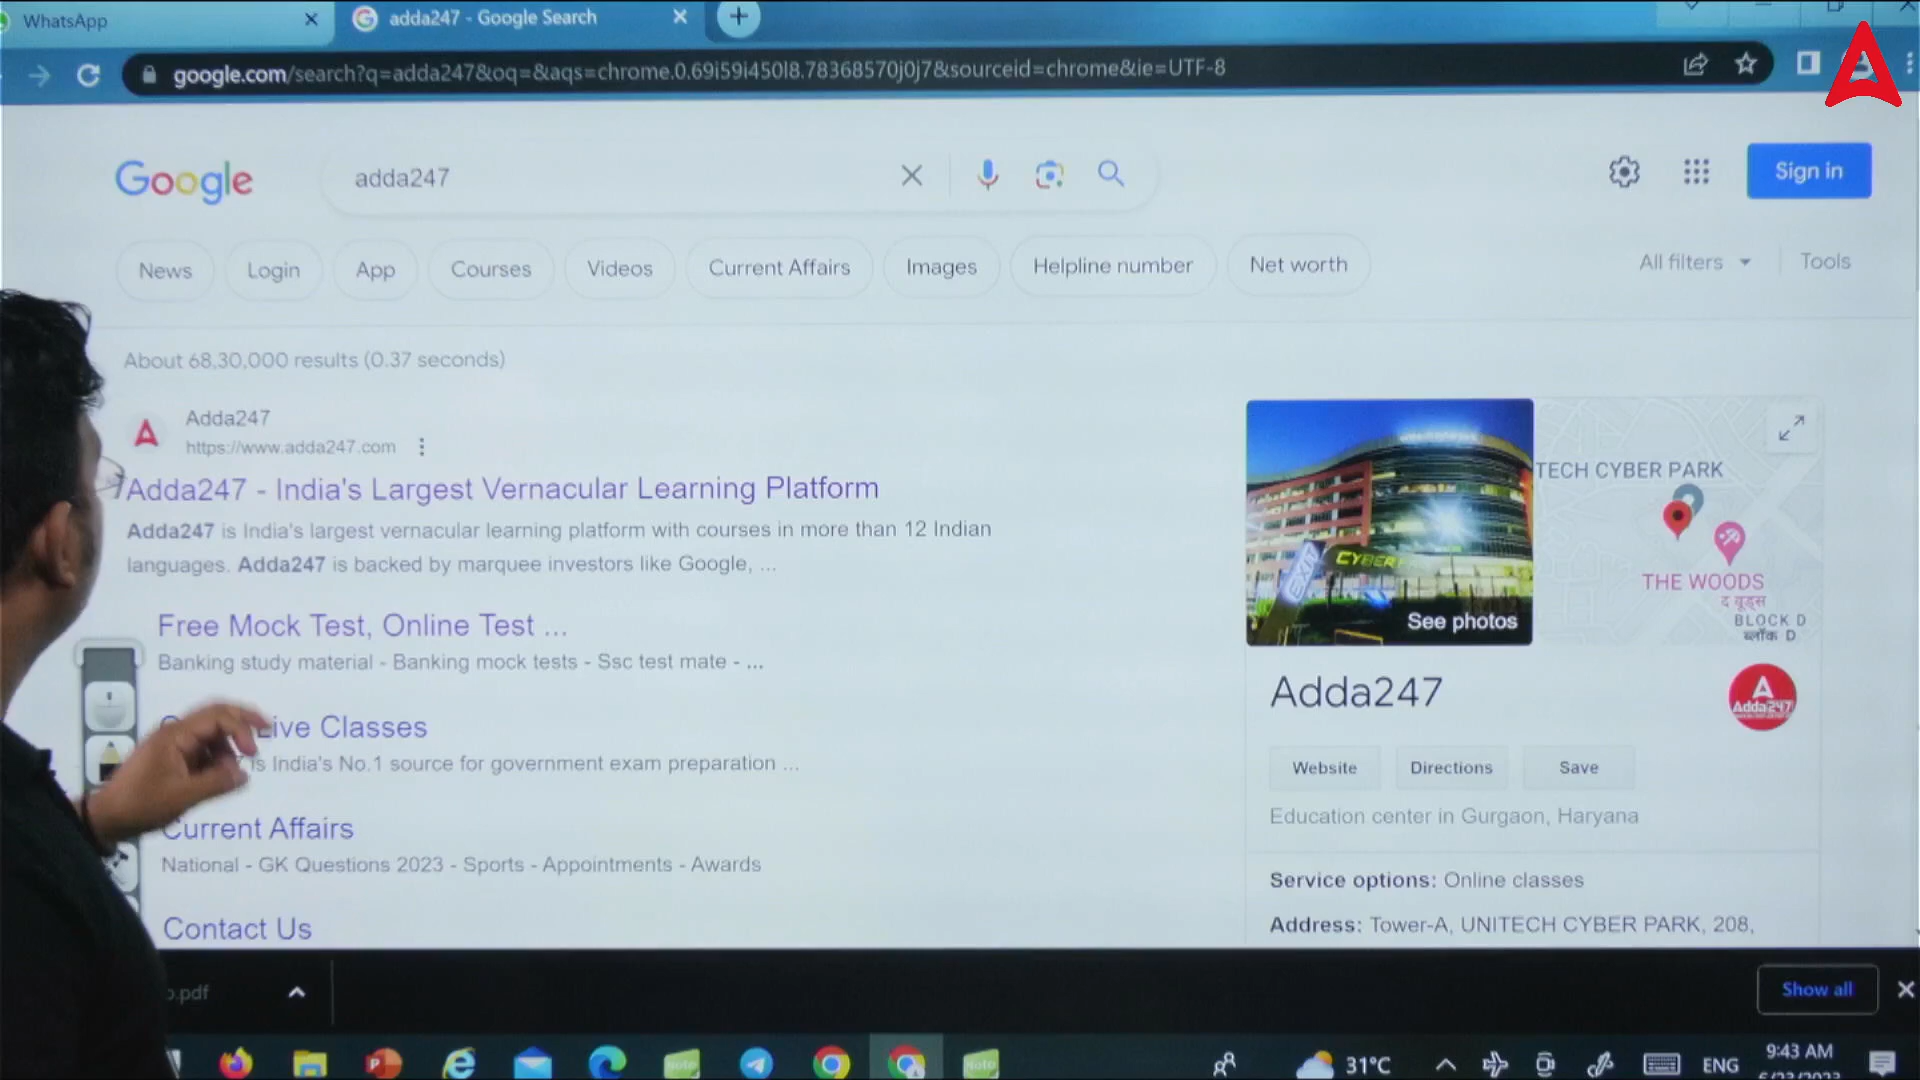 WhatsApp
adda247 - Google Search
google.com/search?q=adda247&oq=&aqs=chrome.0.69i59i450l8.78368570j0j7&sourceid=chrome&ie=UTF-8
Google
adda247
Sign in
News
Login
App
Courses
Videos
Current Affairs
Images
Helpline number
Net worth
All filters
Tools
About 68,30,000 results (0.37 seconds)
Adda247
https://www.adda247.com
Adda247 - India's Largest Vernacular Learning Platform
Adda247 is India's largest vernacular learning platform with courses in more than 12 Indian
languages. Adda247 is backed by marquee investors like Google, ...
Free Mock Test, Online Test ...
Banking study material - Banking mock tests - Ssc test mate - ...
Live Classes
is India's No.1 source for government exam preparation ...
Current Affairs
National - GK Questions 2023 - Sports - Appointments - Awards
Contact Us
CYBER
See photos
TECH CYBER PARK
THE WOODS
द वूड्स
BLOCK D
ब्लॉक D
Adda247
Adda247
Website
Directions
Save
Education center in Gurgaon, Haryana
Service options: Online classes
Address: Tower-A, UNITECH CYBER PARK, 208,
.pdf
Show all
31°C
ENG
9:43 AM
6/23/2023